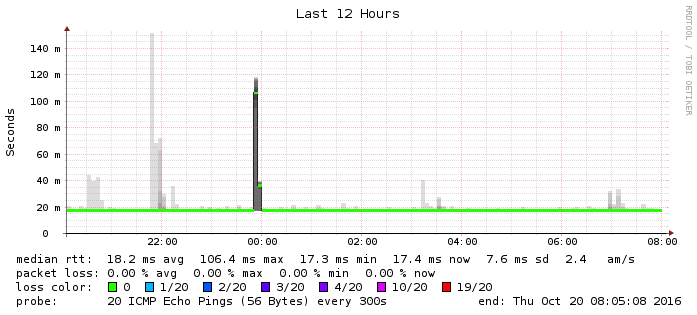 Last 12 Hours
RRDTOOL / TOBI OETIKER
Seconds
140 m
120 m
100 m
80 m
60 m
40 m
20 m
0
22:00 00:00 02:00 04:00 06:00 08:00
median rtt: 18.2 ms avg 106.4 ms max 17.3 ms min 17.4 ms now 7.6 ms sd 2.4 am/s
packet loss: 0.00 % avg 0.00 % max 0.00 % min 0.00 % now
loss color: 0 1/20 2/20 3/20 4/20 10/20 19/20
probe: 20 ICMP Echo Pings (56 Bytes) every 300s end: Thu Oct 20 08:05:08 2016